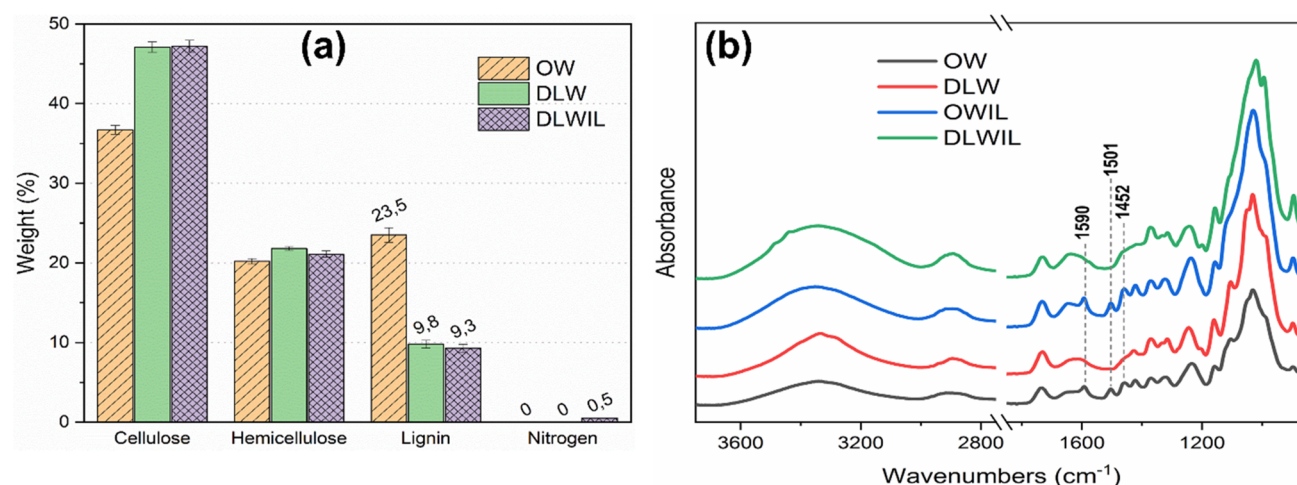 (a)
50
40
30
20
10
0
Weight (%)
OW
DLW
DLWIL
23,5
9,8
9,3
0
0
0,5
Cellulose
Hemicellulose
Lignin
Nitrogen
(b)
OW
DLW
OWIL
DLWIL
1590
1501
1452
Absorbance
3600
3200
2800
1600
1200
Wavenumbers (cm⁻¹)